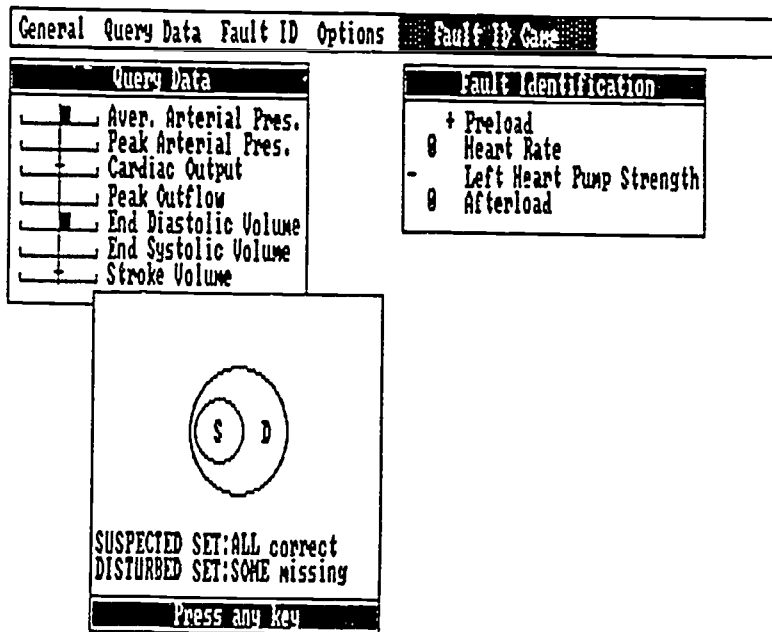 General Query Data Fault ID Options Fault ID Game
Query Data
Aver. Arterial Pres.
Peak Arterial Pres.
Cardiac Output
Peak Outflow
End Diastolic Volume
End Systolic Volume
Stroke Volume
Fault Identification
+ Preload
0 Heart Rate
- Left Heart Pump Strength
0 Afterload
S D
SUSPECTED SET:ALL correct
DISTURBED SET:SOME missing
Press any key